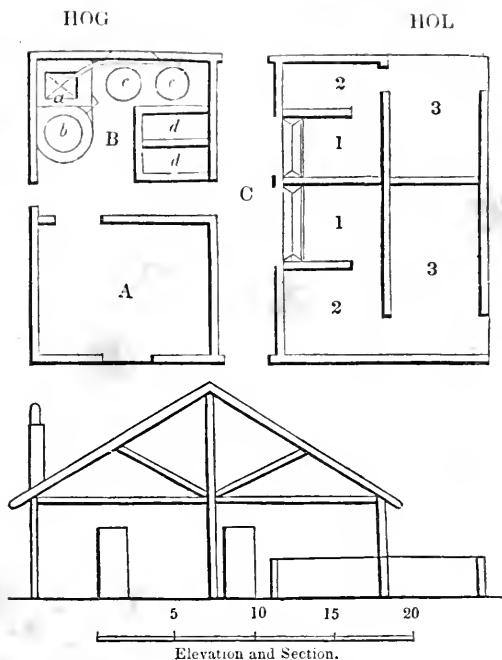 HOG HOL
2 3
a c c
b B d 1
d
C
1
A 3
2
5 10 15 20
Elevation and Section.